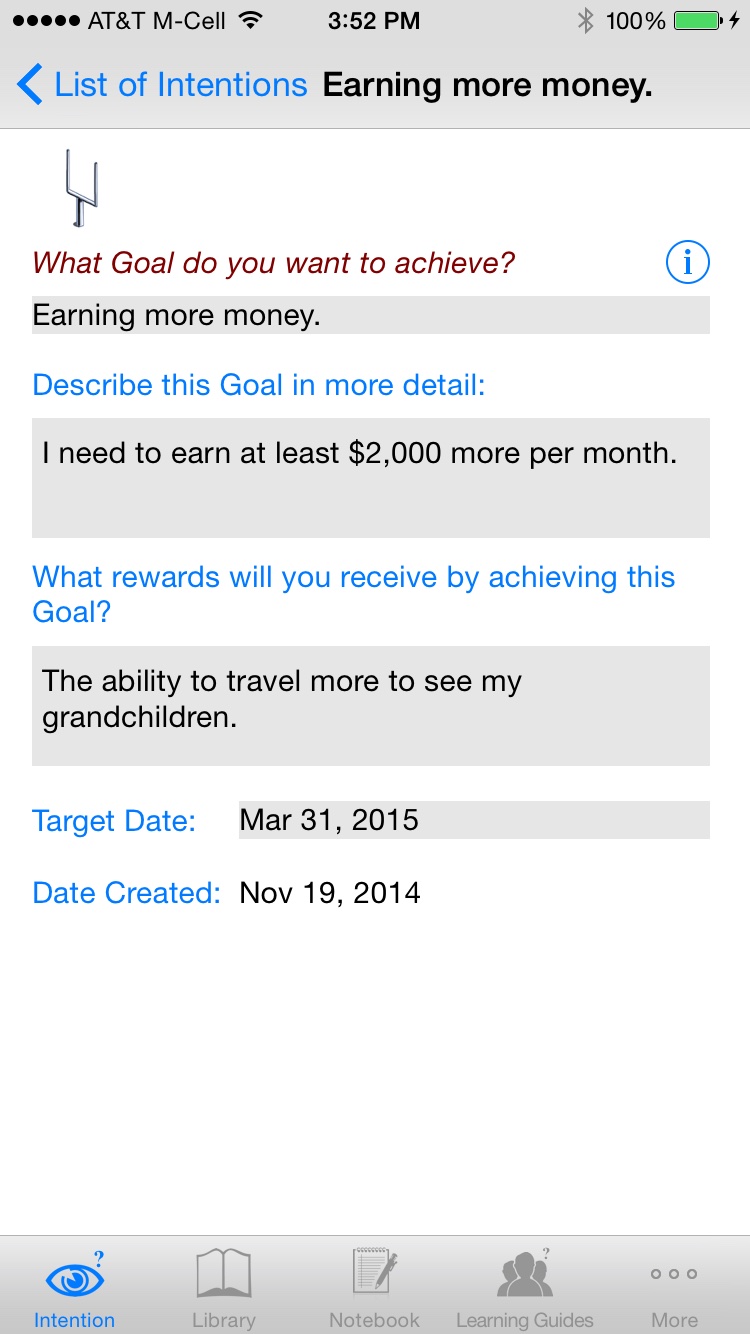 AT&T M-Cell 3:52 PM 100%
List of Intentions Earning more money.
What Goal do you want to achieve? i
Earning more money.
Describe this Goal in more detail:
I need to earn at least $2,000 more per month.
What rewards will you receive by achieving this
Goal?
The ability to travel more to see my
grandchildren.
Target Date: Mar 31, 2015
Date Created: Nov 19, 2014
? ?
Intention Library Notebook Learning Guides More